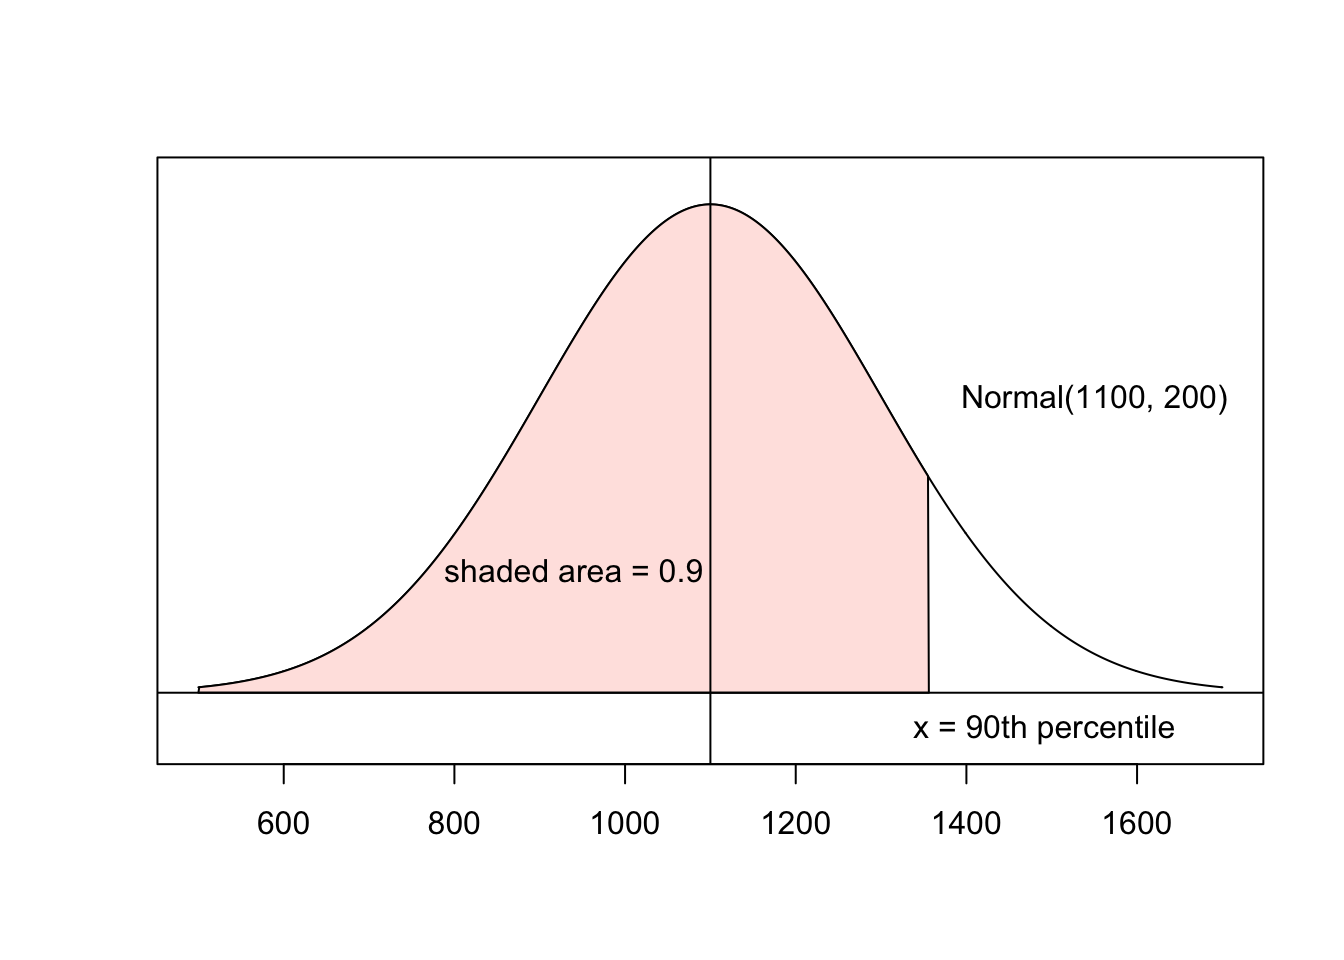 Normal(1100, 200)
shaded area = 0.9
x = 90th percentile
600 800 1000 1200 1400 1600